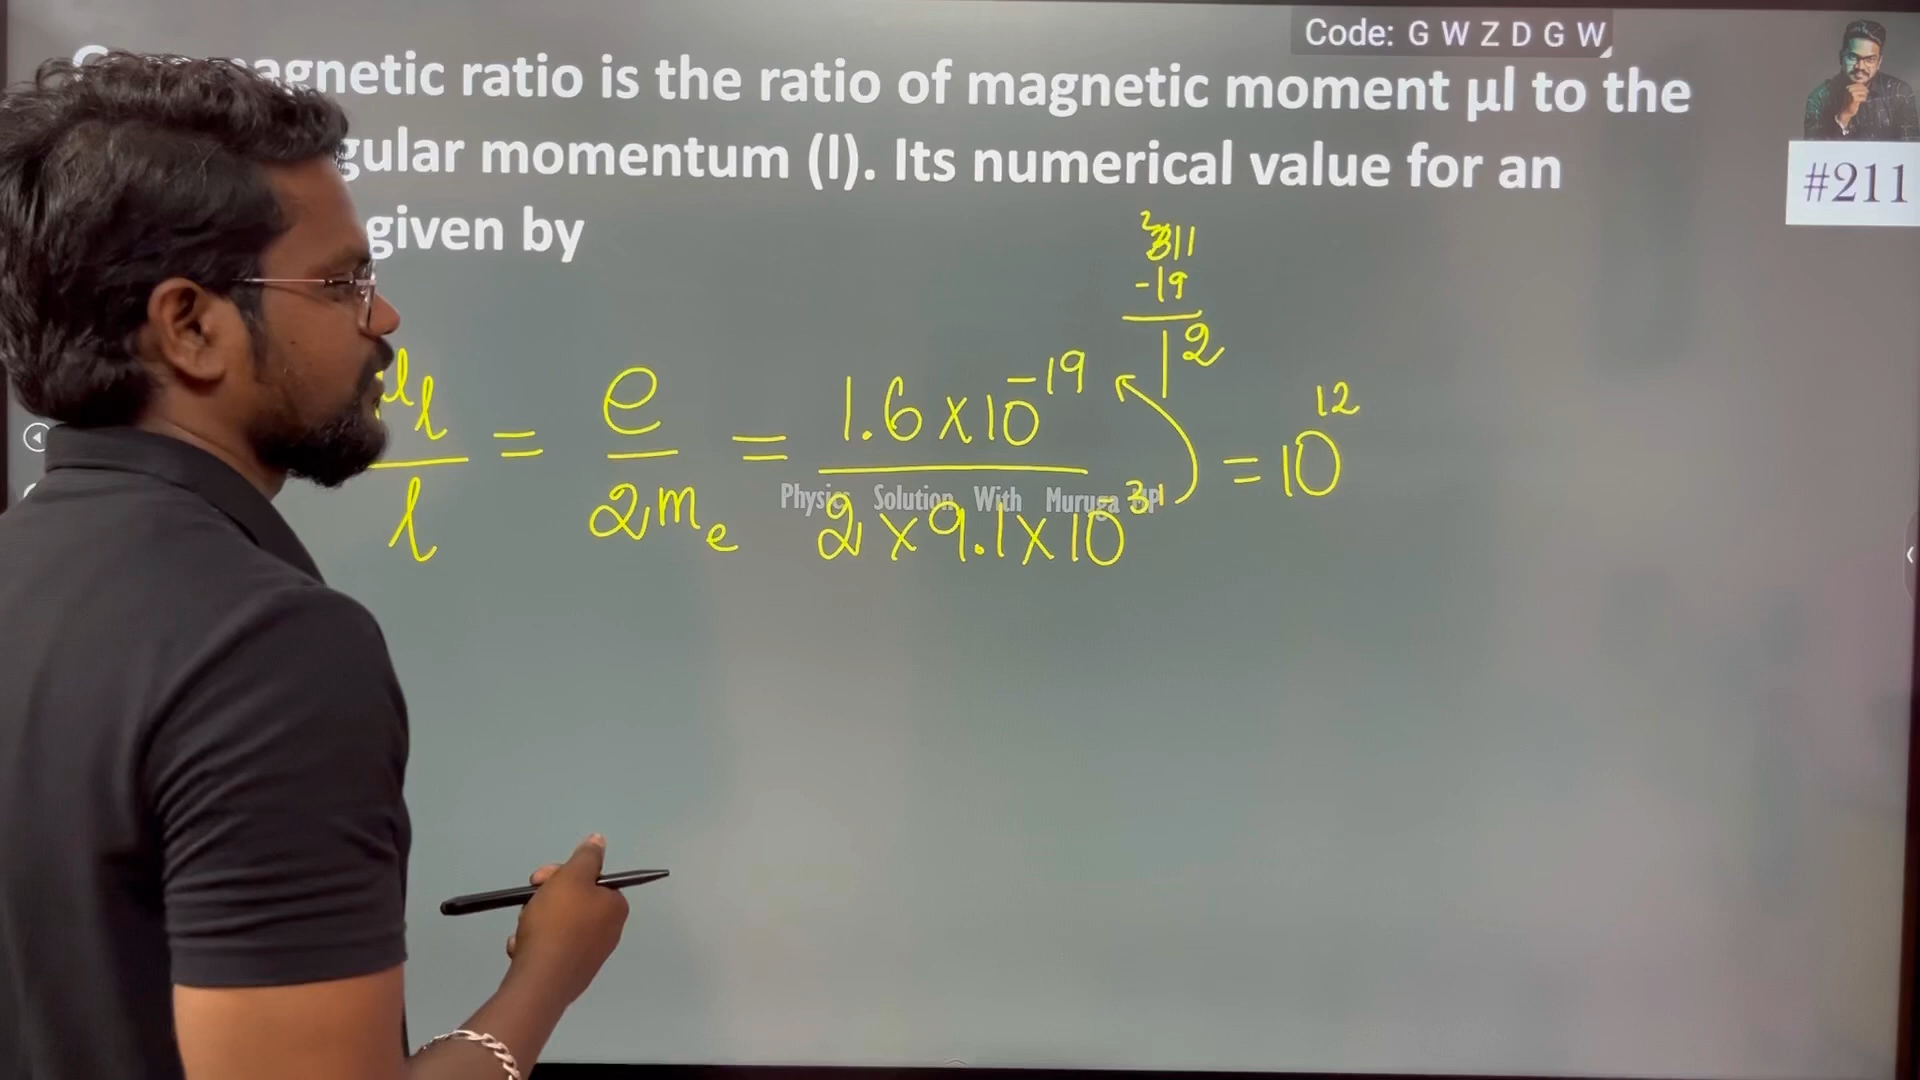 Code: G W Z D G W
magnetic ratio is the ratio of magnetic moment µl to the
gular momentum (l). Its numerical value for an
given by
#211
311
-19
12
µl / l = e / 2me = 1.6 x 10^-19 / 2 x 9.1 x 10^-31 = 10^12
Physics Solution With Muruga MP